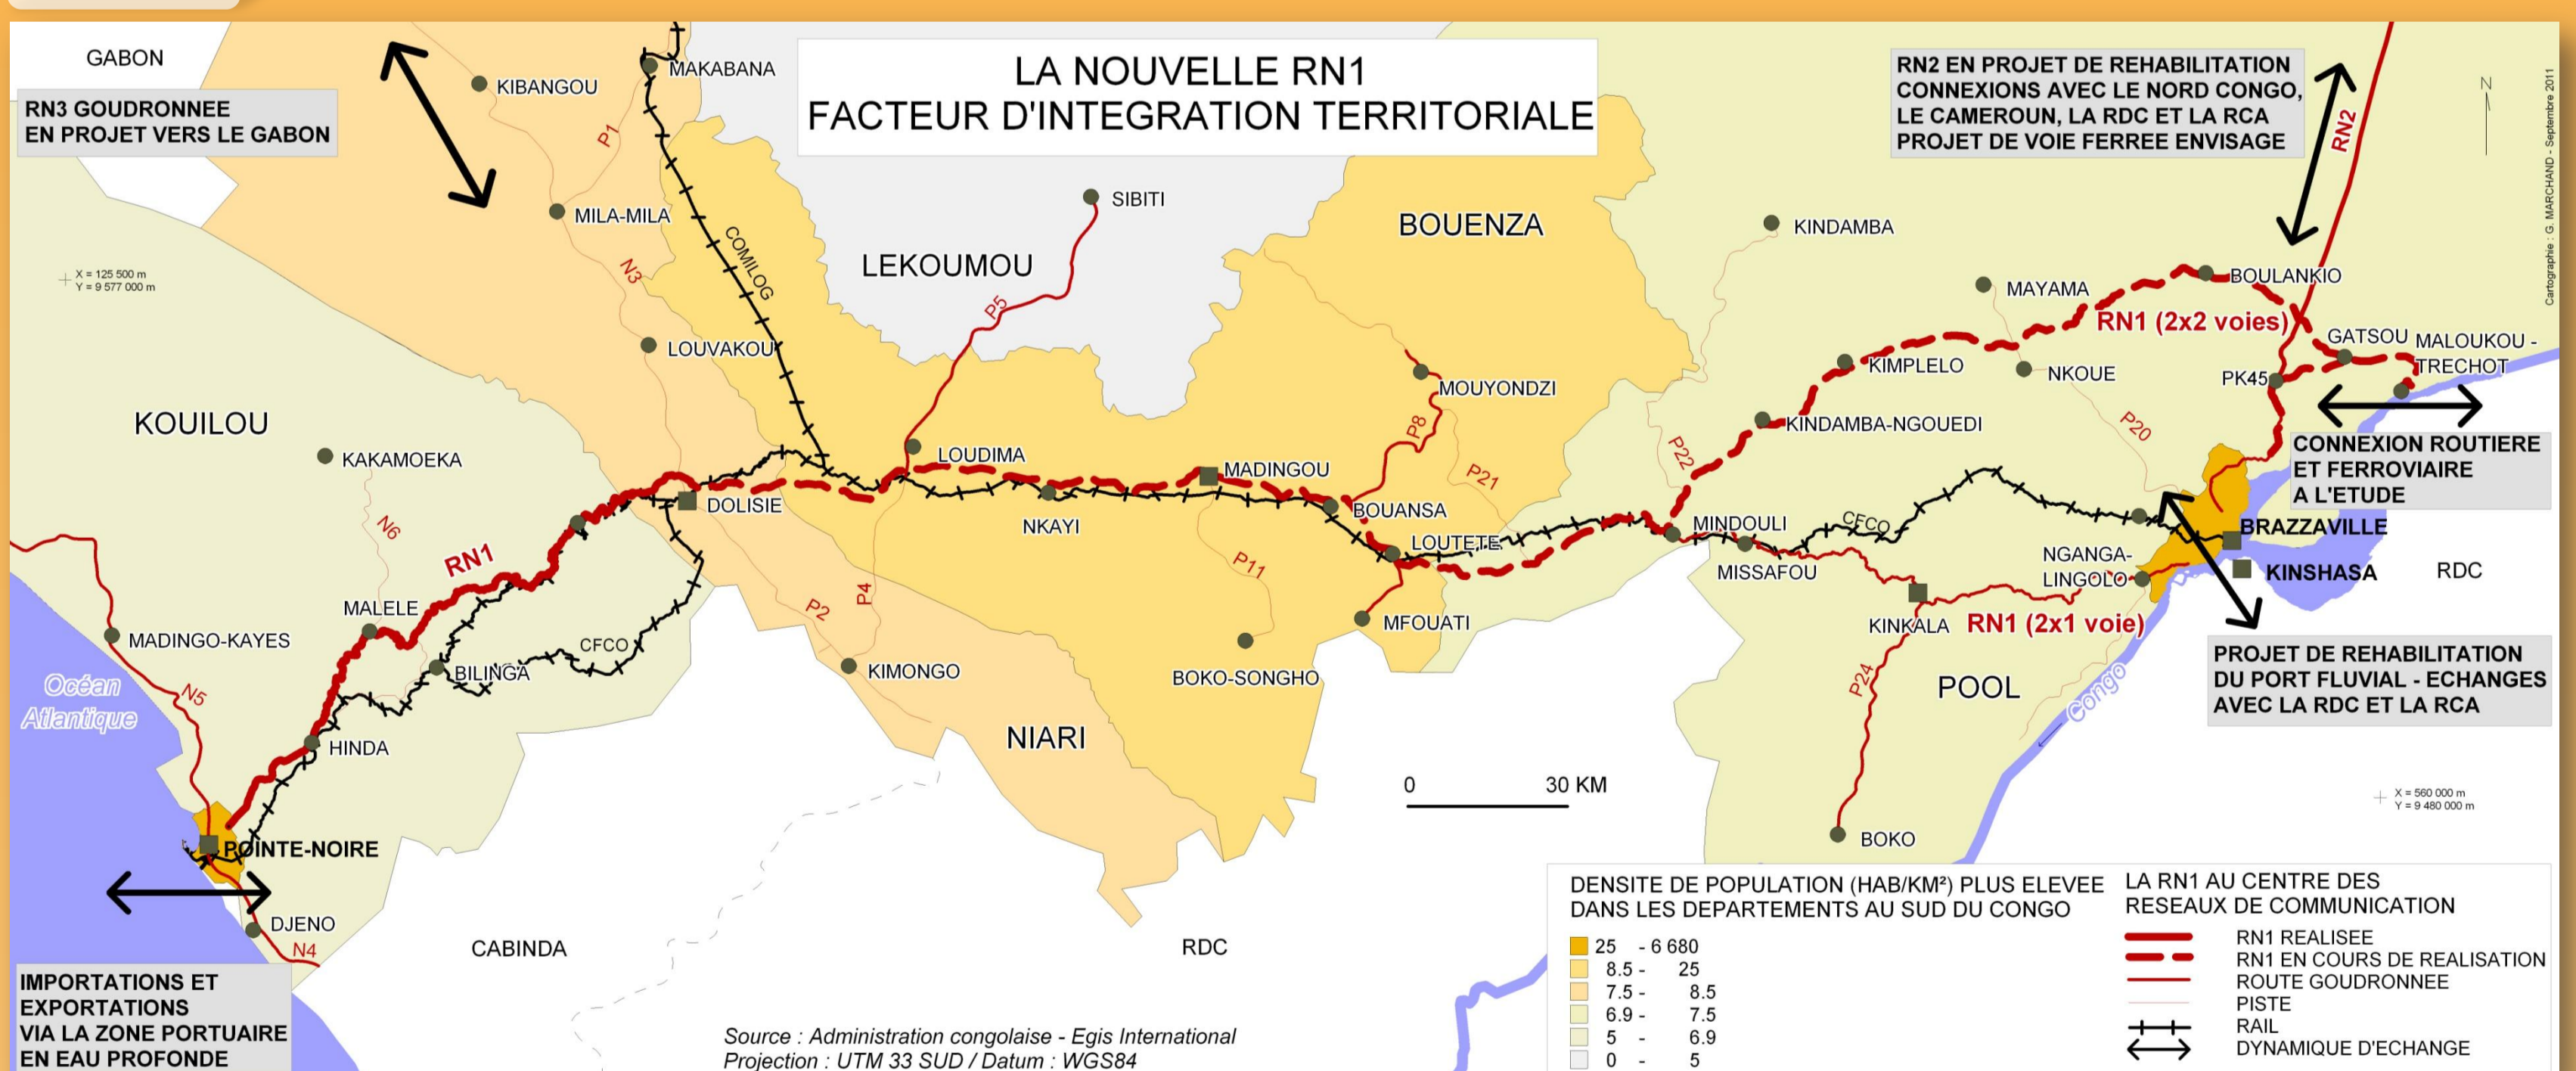 LA NOUVELLE RN1
FACTEUR D'INTEGRATION TERRITORIALE
GABON
RN3 GOUDRONNEE
EN PROJET VERS LE GABON
KIBANGOU
MAKABANA
P1
MILA-MILA
N3
COMILOG
LOUVAKOU
SIBITI
LEKOUMOU
P5
BOUENZA
RN2 EN PROJET DE REHABILITATION
CONNEXIONS AVEC LE NORD CONGO,
LE CAMEROUN, LA RDC ET LA RCA
PROJET DE VOIE FERREE ENVISAGE
RN2
N
Cartographie : G. MARCHAND - Septembre 2011
KINDAMBA
MAYAMA
BOULANKIO
RN1 (2x2 voies)
GATSOU
MALOUKOU -
TRECHOT
PK45
X = 125 500 m
Y = 9 577 000 m
KOUILOU
KAKAMOEKA
N6
RN1
MALELE
MADINGO-KAYES
N5
Océan
Atlantique
BILINGA
CFCO
HINDA
POINTE-NOIRE
DJENO
N4
IMPORTATIONS ET
EXPORTATIONS
VIA LA ZONE PORTUAIRE
EN EAU PROFONDE
CABINDA
DOLISIE
P2
P4
KIMONGO
NIARI
LOUDIMA
NKAYI
MADINGOU
P11
BOKO-SONGHO
MOUYONDZI
P8
P21
BOUANSA
LOUTETE
MFOUATI
KIMPLELO
NKOUE
KINDAMBA-NGOUEDI
P22
P20
MINDOULI
CFCO
MISSAFOU
CONNEXION ROUTIERE
ET FERROVIAIRE
A L'ETUDE
BRAZZAVILLE
NGANGA-
LINGOLO
KINSHASA
RDC
KINKALA
RN1 (2x1 voie)
P24
POOL
Congo
PROJET DE REHABILITATION
DU PORT FLUVIAL - ECHANGES
AVEC LA RDC ET LA RCA
BOKO
X = 560 000 m
Y = 9 480 000 m
0 30 KM
RDC
Source : Administration congolaise - Egis International
Projection : UTM 33 SUD / Datum : WGS84
DENSITE DE POPULATION (HAB/KM²) PLUS ELEVEE
DANS LES DEPARTEMENTS AU SUD DU CONGO
25 - 6 680
8.5 - 25
7.5 - 8.5
6.9 - 7.5
5 - 6.9
0 - 5
LA RN1 AU CENTRE DES
RESEAUX DE COMMUNICATION
RN1 REALISEE
RN1 EN COURS DE REALISATION
ROUTE GOUDRONNEE
PISTE
RAIL
DYNAMIQUE D'ECHANGE